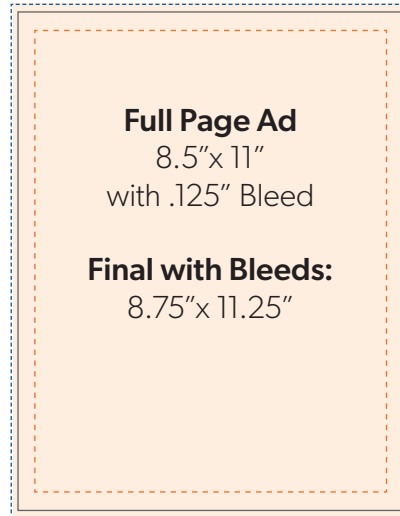 Full Page Ad
8.5”x 11”
with .125” Bleed
Final with Bleeds:
8.75”x 11.25”